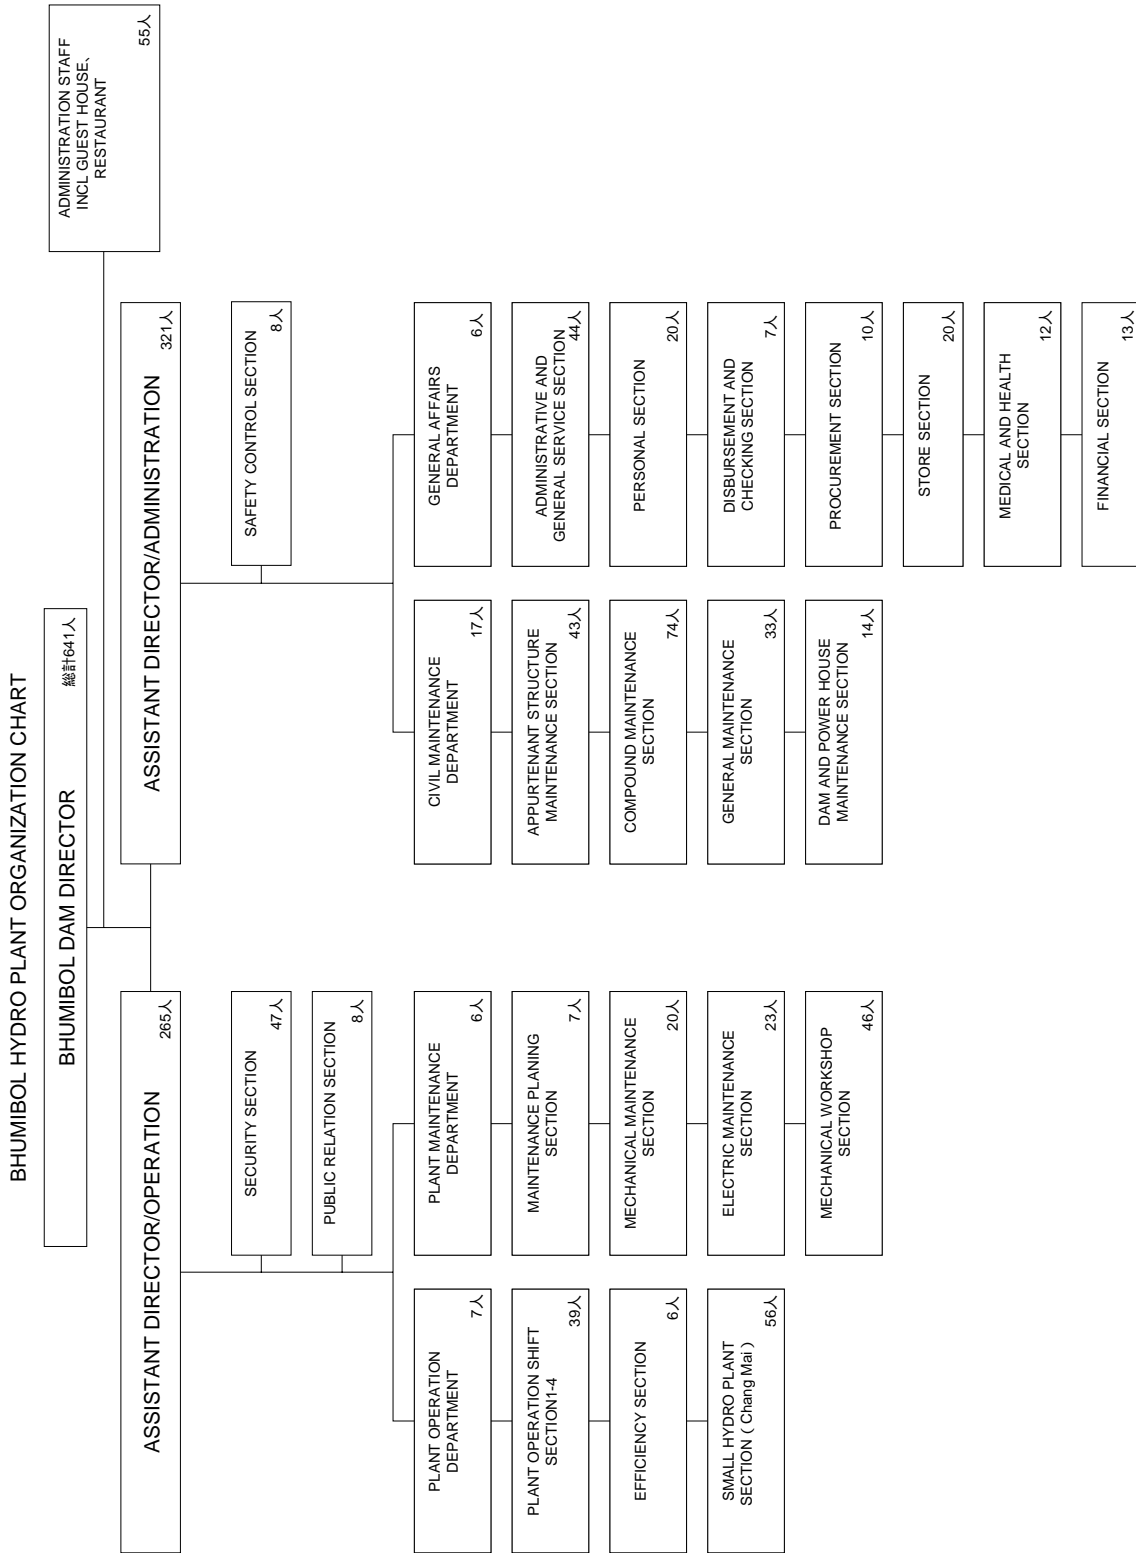 BHUMIBOL HYDRO PLANT ORGANIZATION CHART
BHUMIBOL DAM DIRECTOR
総計641人
ADMINISTRATION STAFF
INCL GUEST HOUSE、
RESTAURANT
55人
ASSISTANT DIRECTOR/OPERATION
265人
SECURITY SECTION
47人
PUBLIC RELATION SECTION
8人
PLANT OPERATION
DEPARTMENT
7人
PLANT OPERATION SHIFT
SECTION1-4
39人
EFFICIENCY SECTION
6人
SMALL HYDRO PLANT
SECTION ( Chang Mai )
56人
PLANT MAINTENANCE
DEPARTMENT
6人
MAINTENANCE PLANING
SECTION
7人
MECHANICAL MAINTENANCE
SECTION
20人
ELECTRIC MAINTENANCE
SECTION
23人
MECHANICAL WORKSHOP
SECTION
46人
ASSISTANT DIRECTOR/ADMINISTRATION
321人
SAFETY CONTROL SECTION
8人
CIVIL MAINTENANCE
DEPARTMENT
17人
APPURTENANT STRUCTURE
MAINTENANCE SECTION
43人
COMPOUND MAINTENANCE
SECTION
74人
GENERAL MAINTENANCE
SECTION
33人
DAM AND POWER HOUSE
MAINTENANCE SECTION
14人
GENERAL AFFAIRS
DEPARTMENT
6人
ADMINISTRATIVE AND
GENERAL SERVICE SECTION
44人
PERSONAL SECTION
20人
DISBURSEMENT AND
CHECKING SECTION
7人
PROCUREMENT SECTION
10人
STORE SECTION
20人
MEDICAL AND HEALTH
SECTION
12人
FINANCIAL SECTION
13人